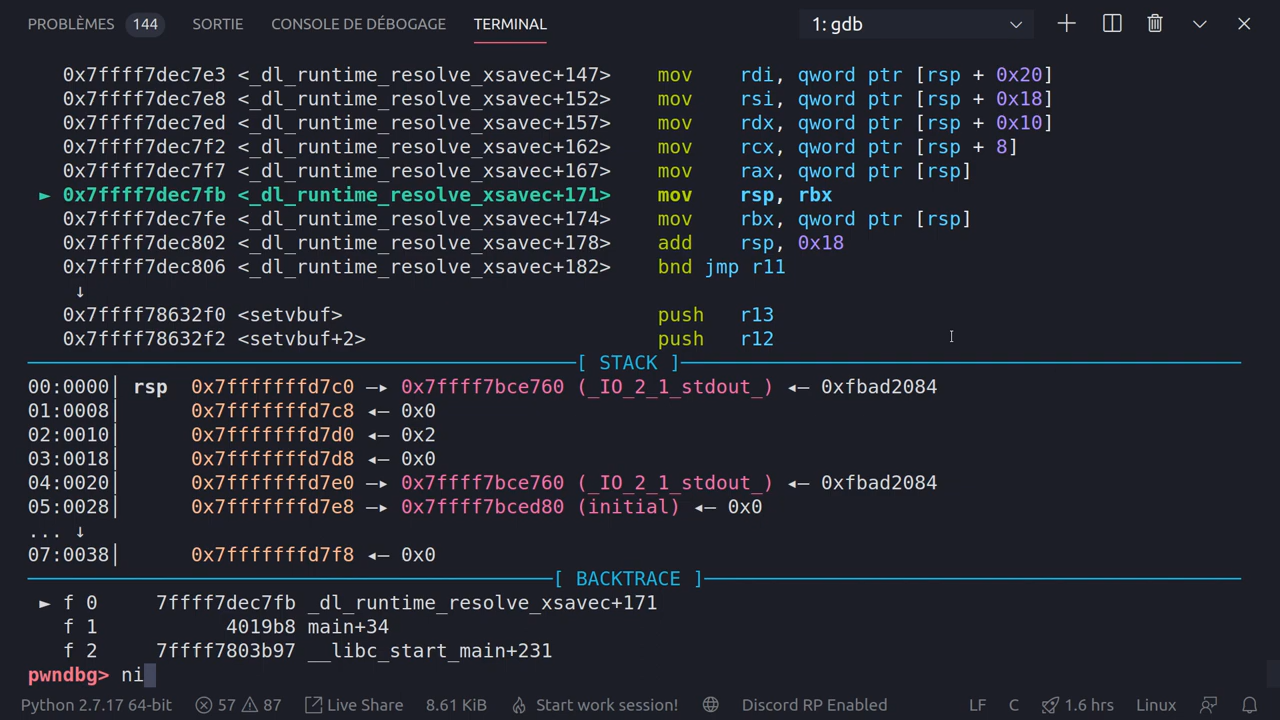 PROBLÈMES 144 SORTIE CONSOLE DE DÉBOGAGE TERMINAL 1: gdb
0x7ffff7dec7e3 <_dl_runtime_resolve_xsavec+147> mov rdi, qword ptr [rsp + 0x20]
0x7ffff7dec7e8 <_dl_runtime_resolve_xsavec+152> mov rsi, qword ptr [rsp + 0x18]
0x7ffff7dec7ed <_dl_runtime_resolve_xsavec+157> mov rdx, qword ptr [rsp + 0x10]
0x7ffff7dec7f2 <_dl_runtime_resolve_xsavec+162> mov rcx, qword ptr [rsp + 8]
0x7ffff7dec7f7 <_dl_runtime_resolve_xsavec+167> mov rax, qword ptr [rsp]
► 0x7ffff7dec7fb <_dl_runtime_resolve_xsavec+171> mov rsp, rbx
0x7ffff7dec7fe <_dl_runtime_resolve_xsavec+174> mov rbx, qword ptr [rsp]
0x7ffff7dec802 <_dl_runtime_resolve_xsavec+178> add rsp, 0x18
0x7ffff7dec806 <_dl_runtime_resolve_xsavec+182> bnd jmp r11
↓
0x7ffff78632f0 <setvbuf> push r13
0x7ffff78632f2 <setvbuf+2> push r12
[ STACK ]
00:0000│ rsp 0x7fffffffd7c0 —▸ 0x7ffff7bce760 (_IO_2_1_stdout_) ◂— 0xfbad2084
01:0008│ 0x7fffffffd7c8 ◂— 0x0
02:0010│ 0x7fffffffd7d0 ◂— 0x2
03:0018│ 0x7fffffffd7d8 ◂— 0x0
04:0020│ 0x7fffffffd7e0 —▸ 0x7ffff7bce760 (_IO_2_1_stdout_) ◂— 0xfbad2084
05:0028│ 0x7fffffffd7e8 —▸ 0x7ffff7bced80 (initial) ◂— 0x0
... ↓
07:0038│ 0x7fffffffd7f8 ◂— 0x0
[ BACKTRACE ]
► f 0 7ffff7dec7fb _dl_runtime_resolve_xsavec+171
f 1 4019b8 main+34
f 2 7ffff7803b97 __libc_start_main+231
pwndbg> ni
Python 2.7.17 64-bit 57 87 Live Share 8.61 KiB Start work session! Discord RP Enabled LF C 1.6 hrs Linux